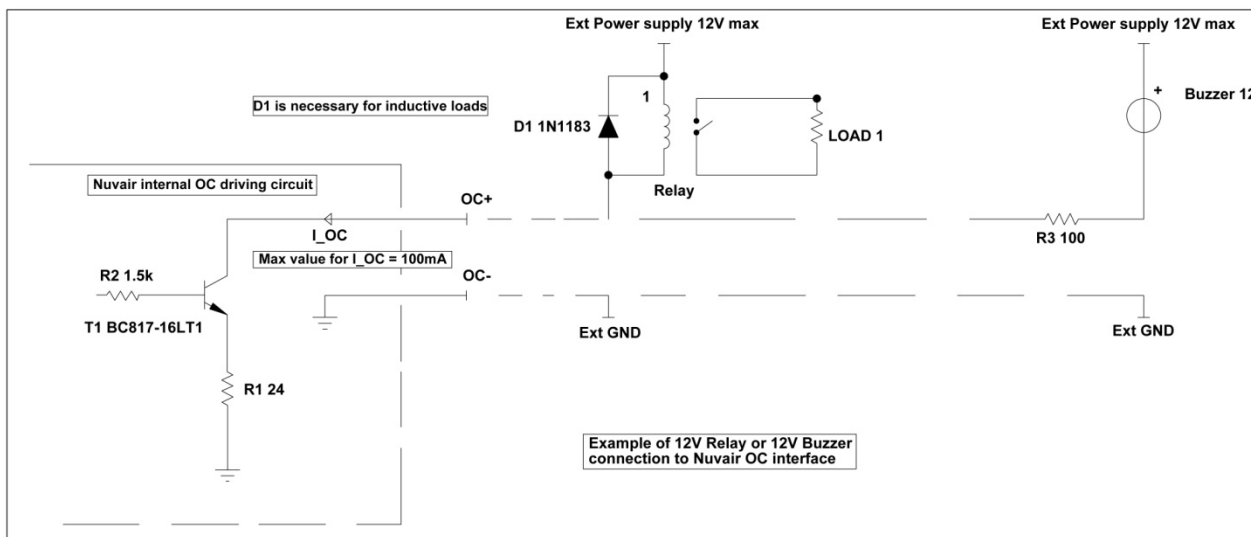 Ext Power supply 12V max
Ext Power supply 12V max
D1 is necessary for inductive loads
1
D1 1N1183
LOAD 1
+
Buzzer 12
Relay
Nuvair internal OC driving circuit
OC+
I_OC
R3 100
Max value for I_OC = 100mA
OC-
R2 1.5k
T1 BC817-16LT1
Ext GND
Ext GND
R1 24
Example of 12V Relay or 12V Buzzer
connection to Nuvair OC interface